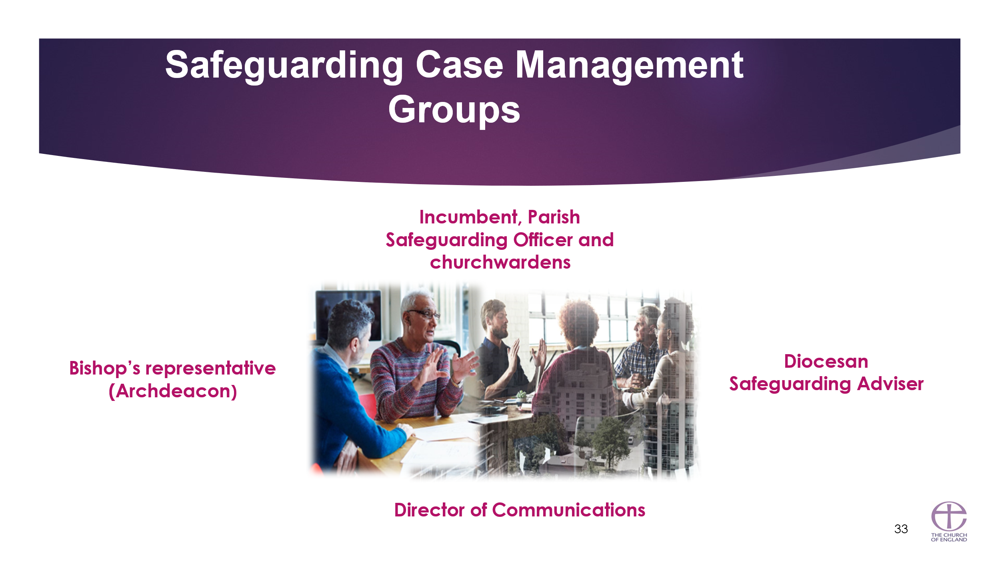 Safeguarding Case Management
Groups
Incumbent, Parish
Safeguarding Officer and
churchwardens
Bishop’s representative
(Archdeacon)
Diocesan
Safeguarding Adviser
Director of Communications
33
THE CHURCH
OF ENGLAND